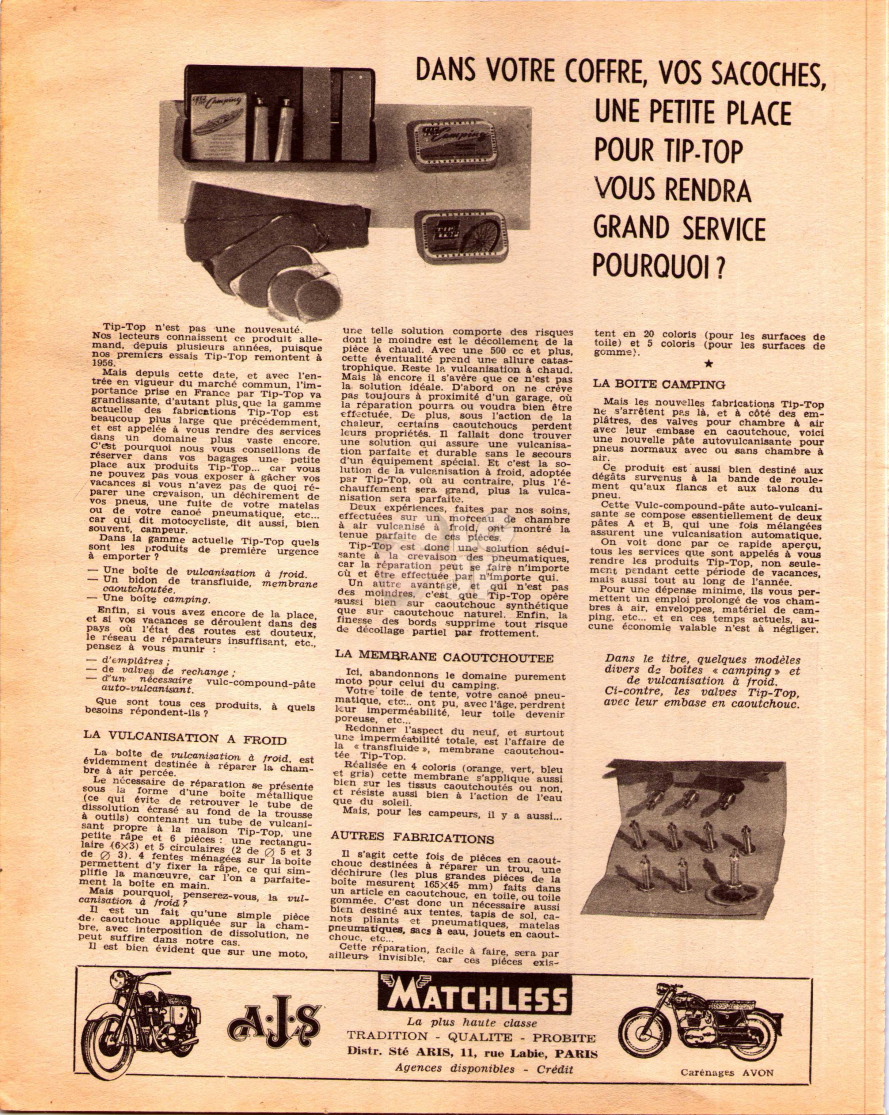 DANS VOTRE COFFRE, VOS SACOCHES,
UNE PETITE PLACE
POUR TIP-TOP
VOUS RENDRA
GRAND SERVICE
POURQUOI ?
Camping
Camping
TIP TOP
Tip-Top n'est pas une nouveauté.
Nos lecteurs connaissent ce produit alle-
mand, depuis plusieurs années, puisque
nos premiers essais Tip-Top remontent à
1956.
Mais depuis cette date, et avec l'en-
trée en vigueur du marché commun, l'im-
portance prise en France par Tip-Top va
grandissante, d'autant plus que la gamme
actuelle des fabrications Tip-Top est
beaucoup plus large que précédemment,
et est appelée à vous rendre des services
dans un domaine plus vaste encore.
C'est pourquoi nous vous conseillons de
réserver dans vos bagages une petite
place aux produits Tip-Top... car vous
ne pouvez pas vous exposer à gâcher vos
vacances si vous n'avez pas de quoi ré-
parer une crevaison, un déchirement de
vos pneus, une fuite de votre matelas
ou de votre canoë pneumatique, etc...
car qui dit motocycliste, dit aussi, bien
souvent, campeur.
Dans la gamme actuelle Tip-Top quels
sont les produits de première urgence
à emporter ?
— Une boîte de vulcanisation à froid.
— Un bidon de transfluide, membrane
caoutchoutée.
— Une boîte camping.
Enfin, si vous avez encore de la place,
et si vos vacances se déroulent dans des
pays où l'état des routes est douteux,
le réseau de réparateurs insuffisant, etc.,
pensez à vous munir :
— d'emplâtres ;
— de valves de rechange ;
— d'un nécessaire vulc-compound-pâte
auto-vulcanisant.
Que sont tous ces produits, à quels
besoins répondent-ils ?
LA VULCANISATION A FROID
La boîte de vulcanisation à froid, est
évidemment destinée à réparer la cham-
bre à air percée.
Le nécessaire de réparation se présente
sous la forme d'une boîte métallique
(ce qui évite de retrouver le tube de
dissolution écrasé au fond de la trousse
à outils) contenant un tube de vulcani-
sant propre à la maison Tip-Top, une
petite râpe et 6 pièces : une rectangu-
laire (6×3) et 5 circulaires (2 de ∅ 5 et 3
de ∅ 3). 4 fentes ménagées sur la boîte
permettent d'y fixer la râpe, ce qui sim-
plifie la manœuvre, car l'on a parfaite-
ment la boîte en main.
Mais pourquoi, penserez-vous, la vul-
canisation à froid ?
Il est un fait qu'une simple pièce
de caoutchouc appliquée sur la cham-
bre, avec interposition de dissolution, ne
peut suffire dans notre cas.
Il est bien évident que sur une moto,
une telle solution comporte des risques
dont le moindre est le décollement de la
pièce à chaud. Avec une 500 cc et plus,
cette éventualité prend une allure catas-
trophique. Reste la vulcanisation à chaud.
Mais là encore il s'avère que ce n'est pas
la solution idéale. D'abord on ne crève
pas toujours à proximité d'un garage, où
la réparation pourra ou voudra bien être
effectuée. De plus, sous l'action de la
chaleur, certains caoutchoucs perdent
leurs propriétés. Il fallait donc trouver
une solution qui assure une vulcanisa-
tion parfaite et durable sans le secours
d'un équipement spécial. Et c'est la so-
lution de la vulcanisation à froid, adoptée
par Tip-Top, où au contraire, plus l'é-
chauffement sera grand, plus la vulca-
nisation sera parfaite.
Deux expériences, faites par nos soins,
effectuées sur un morceau de chambre
à air vulcanisé à froid, ont montré la
tenue parfaite de ces pièces.
Tip-Top est donc une solution sédui-
sante à la crevaison des pneumatiques,
car la réparation peut se faire n'importe
où et être effectuée par n'importe qui.
Un autre avantage, et qui n'est pas
des moindres, c'est que Tip-Top opère
aussi bien sur caoutchouc synthétique
que sur caoutchouc naturel. Enfin, la
finesse des bords supprime tout risque
de décollage partiel par frottement.
LA MEMBRANE CAOUTCHOUTEE
Ici, abandonnons le domaine purement
moto pour celui du camping.
Votre toile de tente, votre canoë pneu-
matique, etc... ont pu, avec l'âge, perdrent
leur imperméabilité, leur toile devenir
poreuse, etc...
Redonner l'aspect du neuf, et surtout
une imperméabilité totale, est l'affaire de
la « transfluide », membrane caoutchou-
tée Tip-Top.
Réalisée en 4 coloris (orange, vert, bleu
et gris) cette membrane s'applique aussi
bien sur tissus caoutchoutés ou non,
et résiste aussi bien à l'action de l'eau
que du soleil.
Mais, pour les campeurs, il y a aussi...
AUTRES FABRICATIONS
Il s'agit cette fois de pièces en caout-
chouc destinées à réparer un trou, une
déchirure (les plus grandes pièces de la
boîte mesurent 165×45 mm) faits dans
un article en caoutchouc, en toile, ou toile
gommée. C'est donc un nécessaire aussi
bien destiné aux tentes, tapis de sol, ca-
nots pliants et pneumatiques, matelas
pneumatiques, sacs à eau, jouets en caout-
chouc, etc...
Cette réparation, facile à faire, sera par
ailleurs invisible, car ces pièces exis-
tent en 20 coloris (pour les surfaces de
toile) et 5 coloris (pour les surfaces de
gomme).
★
LA BOITE CAMPING
Mais les nouvelles fabrications Tip-Top
ne s'arrêtent pas là, et à côté des em-
plâtres, des valves pour chambre à air
avec leur embase en caoutchouc, voici
une nouvelle pâte autovulcanisante pour
pneus normaux avec ou sans chambre à
air.
Ce produit est aussi bien destiné aux
dégâts survenus à la bande de roule-
ment qu'aux flancs et aux talons du
pneu.
Cette Vulc-compound-pâte auto-vulcani-
sante se compose essentiellement de deux
pâtes A et B, qui une fois mélangées
assurent une vulcanisation automatique.
On voit donc par ce rapide aperçu,
tous les services que sont appelés à vous
rendre les produits Tip-Top, non seule-
ment pendant cette période de vacances,
mais aussi tout au long de l'année.
Pour une dépense minime, ils vous per-
mettent un emploi prolongé de vos cham-
bres à air, enveloppes, matériel de cam-
ping, etc... et en ces temps actuels, au-
cune économie valable n'est à négliger.
Dans le titre, quelques modèles
divers de boîtes « camping » et
de vulcanisation à froid.
Ci-contre, les valves Tip-Top,
avec leur embase en caoutchouc.
A·J·S
MATCHLESS
La plus haute classe
TRADITION - QUALITE - PROBITE
Distr. Sté ARIS, 11, rue Labie, PARIS
Agences disponibles - Crédit
Carénages AVON